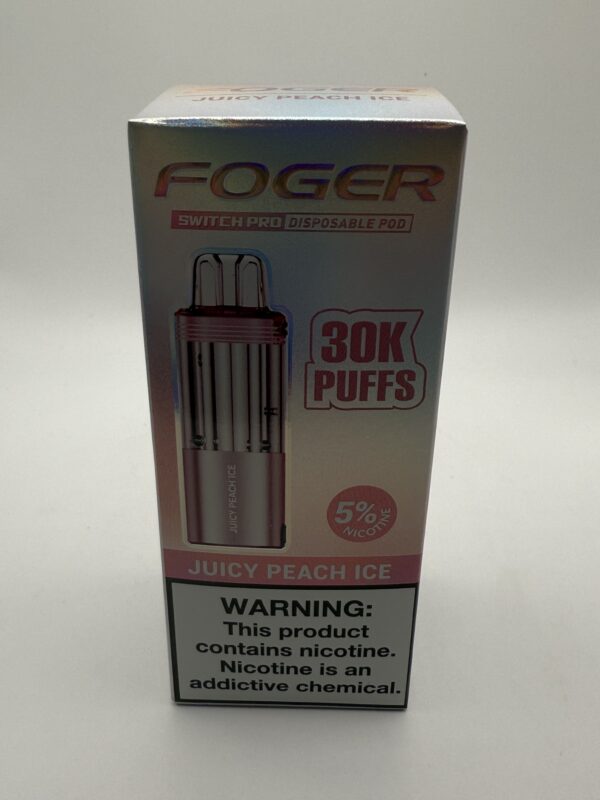 JUICY PEACH ICE
FOGER
SWITCH PRO DISPOSABLE POD
30K
PUFFS
JUICY PEACH ICE
5%
NICOTINE
JUICY PEACH ICE
WARNING:
This product
contains nicotine.
Nicotine is an
addictive chemical.